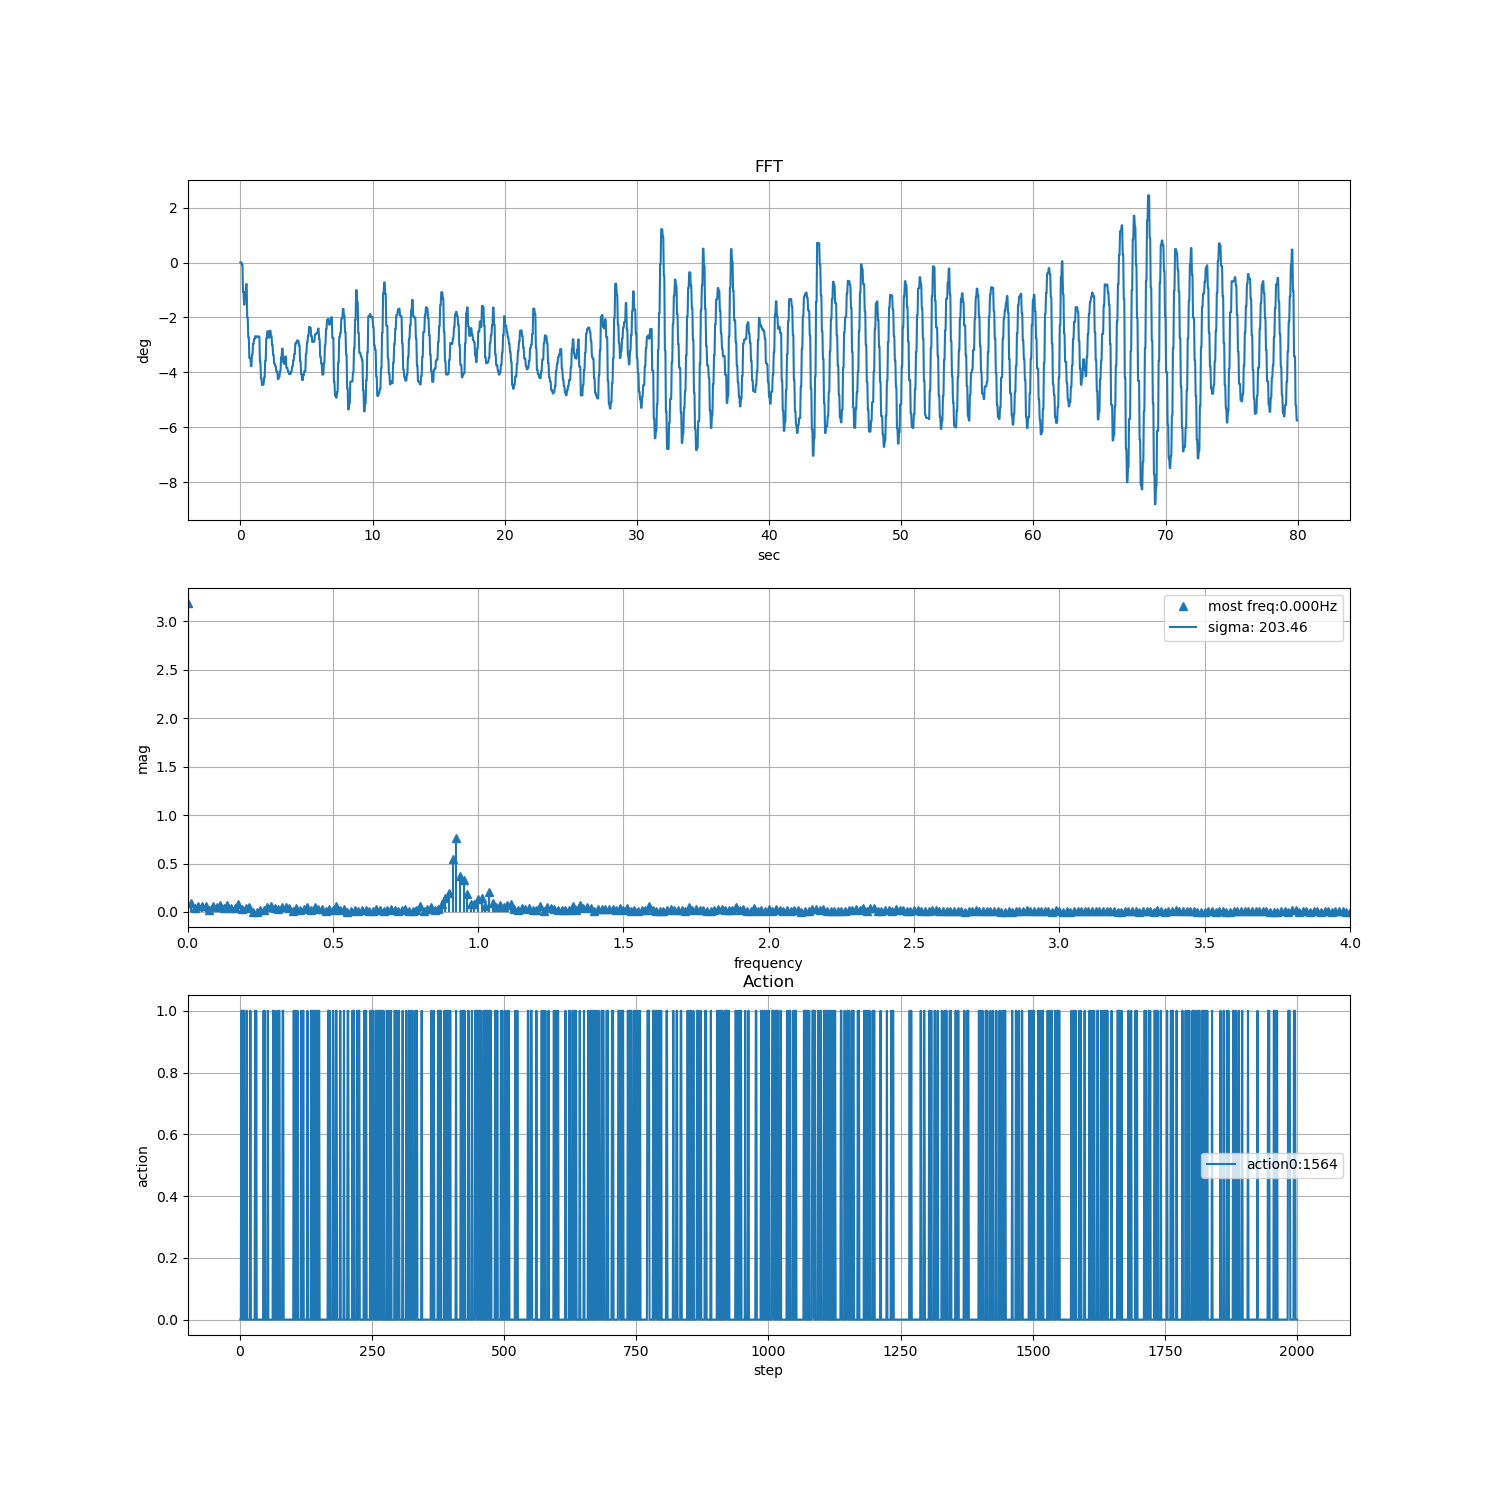 FFT
2
0
−2
−4
−6
−8
deg
0 10 20 30 40 50 60 70 80
sec
3.0
2.5
2.0
1.5
1.0
0.5
0.0
mag
most freq:0.000Hz
sigma: 203.46
0.0 0.5 1.0 1.5 2.0 2.5 3.0 3.5 4.0
frequency
Action
1.0
0.8
0.6
0.4
0.2
0.0
action
action0:1564
0 250 500 750 1000 1250 1500 1750 2000
step